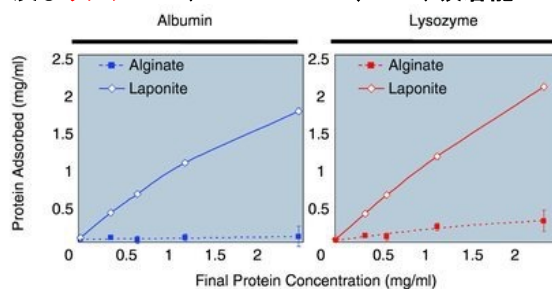 Albumin
Lysozyme
Alginate
Laponite
Alginate
Laponite
Protein Adsorbed (mg/ml)
2.5
2
1.5
1
0.5
0
0.5
1
1.5
2
2.5
2
1.5
1
0.5
0
0.5
1
1.5
2
Final Protein Concentration (mg/ml)